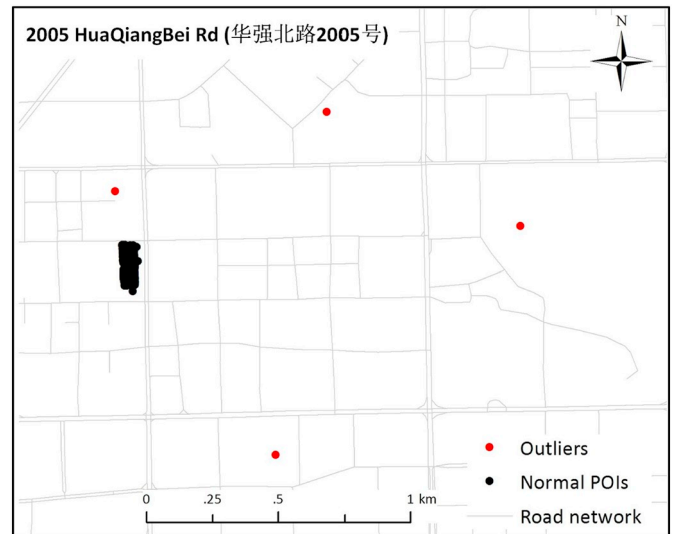 2005 HuaQiangBei Rd (华强北路2005号)
N
Outliers
Normal POIs
Road network
0 .25 .5 1 km